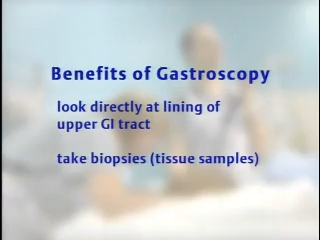 Benefits of Gastroscopy
look directly at lining of
upper GI tract
take biopsies (tissue samples)